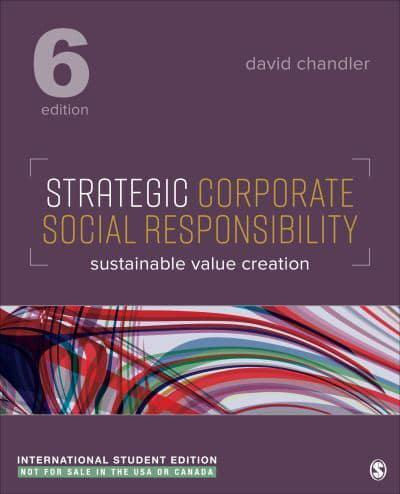 6
edition
david chandler
STRATEGIC CORPORATE
SOCIAL RESPONSIBILITY
sustainable value creation
INTERNATIONAL STUDENT EDITION
NOT FOR SALE IN THE USA OR CANADA
S